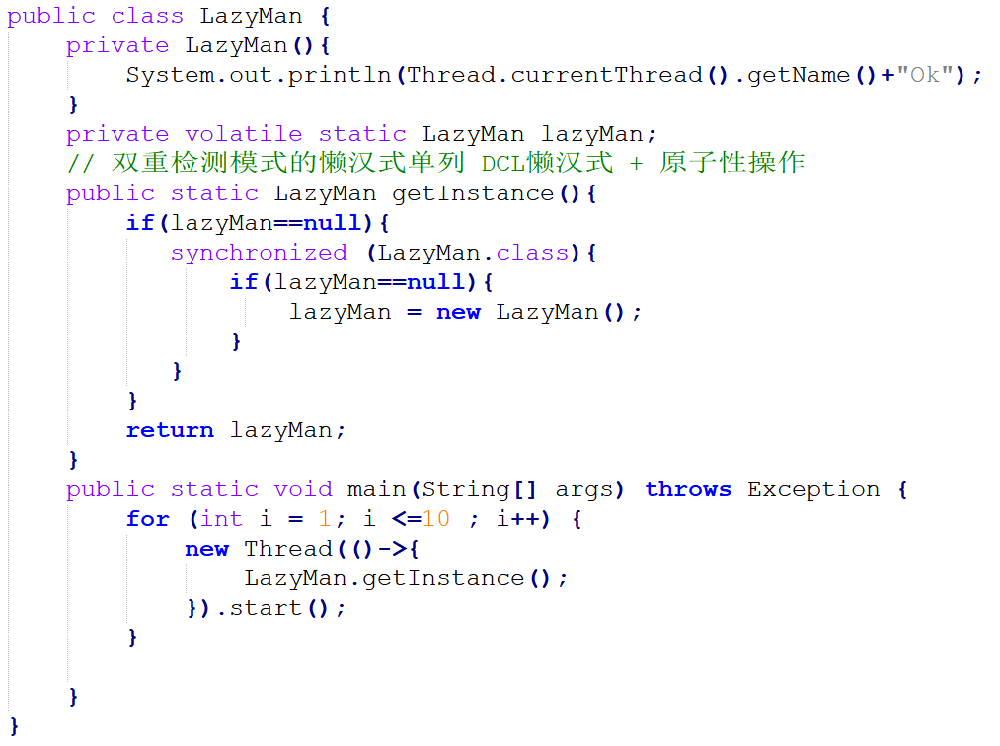 public class LazyMan {
    private LazyMan(){
        System.out.println(Thread.currentThread().getName()+"Ok");
    }
    private volatile static LazyMan lazyMan;
    // 双重检测模式的懒汉式单列 DCL懒汉式 + 原子性操作
    public static LazyMan getInstance(){
        if(lazyMan==null){
           synchronized (LazyMan.class){
               if(lazyMan==null){
                   lazyMan = new LazyMan();
               }
           }
        }
        return lazyMan;
    }
    public static void main(String[] args) throws Exception {
        for (int i = 1; i <=10 ; i++) {
            new Thread(()->{
                LazyMan.getInstance();
            }).start();
        }

    }
}